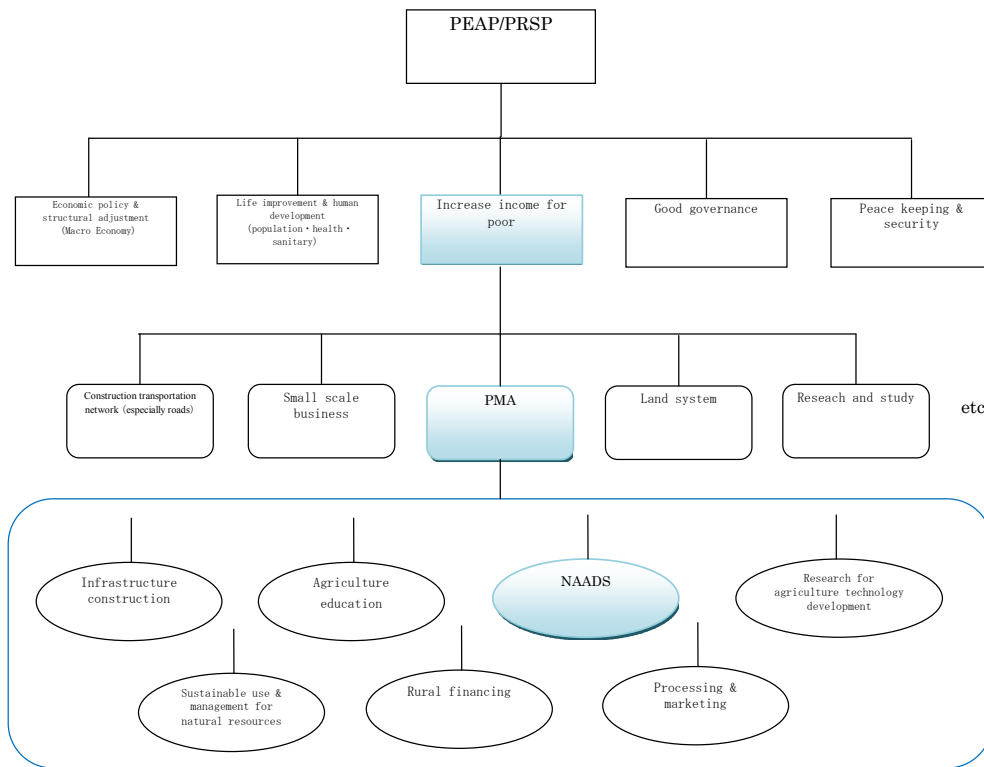 PEAP/PRSP
Economic policy &
structural adjustment
(Macro Economy)
Life improvement & human
development
(population・health・
sanitary)
Increase income for
poor
Good governance
Peace keeping &
security
Construction transportation
network (especially roads)
Small scale
business
PMA
Land system
Reseach and study
etc
Infrastructure
construction
Agriculture
education
NAADS
Research for
agriculture technology
development
Sustainable use &
management for
natural resources
Rural financing
Processing &
marketing